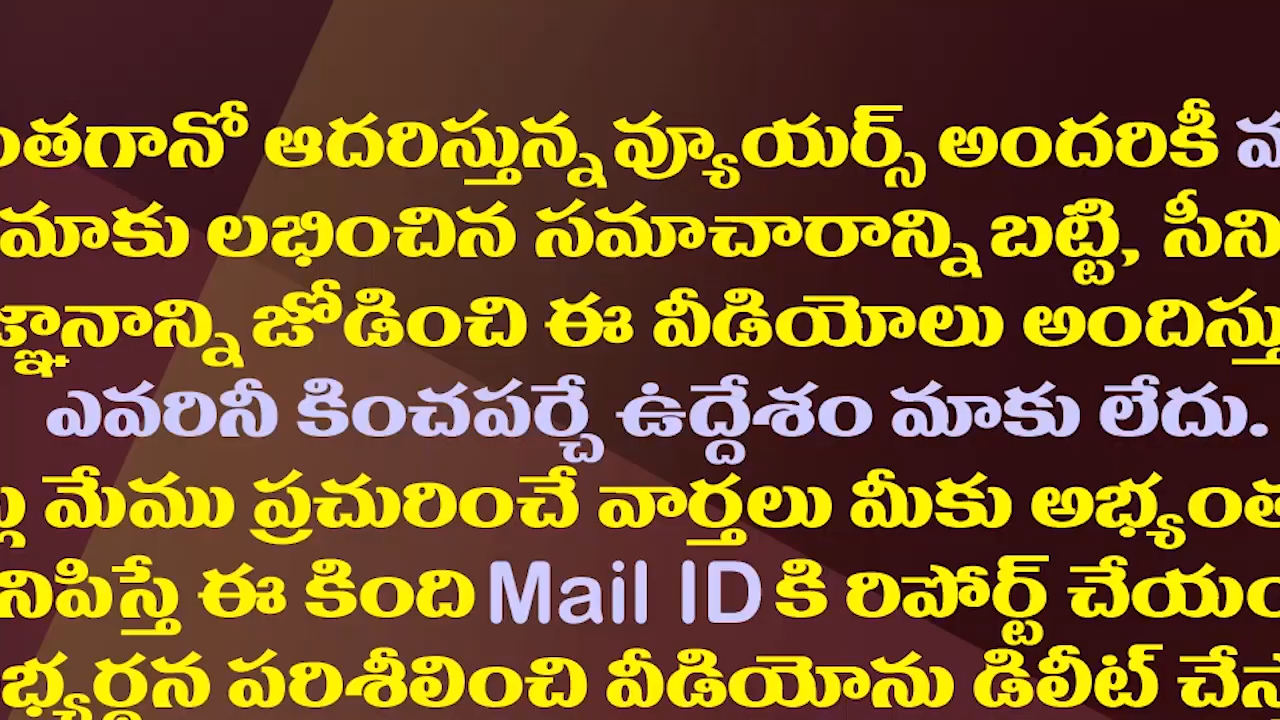 ంతగానో ఆదరిస్తున్న వ్యూయర్స్ అందరికీ
మాకు లభించిన సమాచారాన్ని బట్టి, సీని
జ్ఞానాన్ని జోడించి ఈ వీడియోలు అందిస్తు
ఎవరినీ కించపర్చే ఉద్దేశం మాకు లేదు.
మేము ప్రచురించే వార్తలు మీకు అభ్యంత
నిపిస్తే ఈ కింది Mail ID కి రిపోర్ట్ చేయం
భ్యర్థన పరిశీలించి వీడియోను డిలీట్ చేస